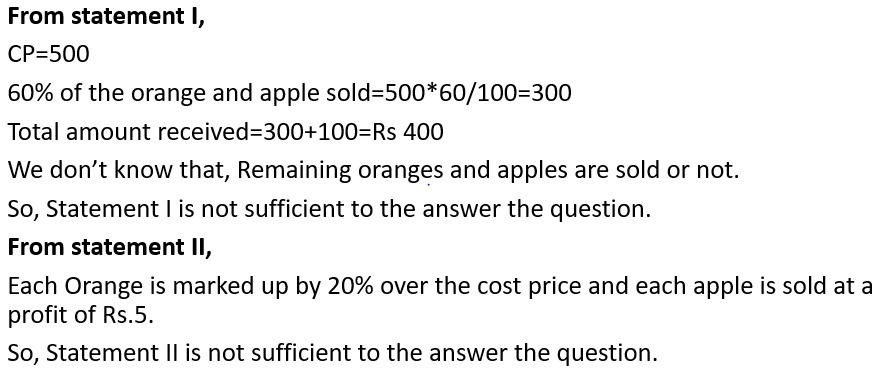 From statement I,
CP=500
60% of the orange and apple sold=500*60/100=300
Total amount received=300+100=Rs 400
We don’t know that, Remaining oranges and apples are sold or not.
So, Statement I is not sufficient to the answer the question.
From statement II,
Each Orange is marked up by 20% over the cost price and each apple is sold at a
profit of Rs.5.
So, Statement II is not sufficient to the answer the question.